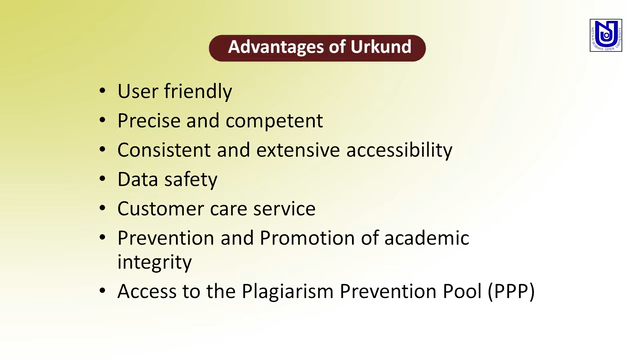 Advantages of Urkund
• User friendly
• Precise and competent
• Consistent and extensive accessibility
• Data safety
• Customer care service
• Prevention and Promotion of academic
integrity
• Access to the Plagiarism Prevention Pool (PPP)